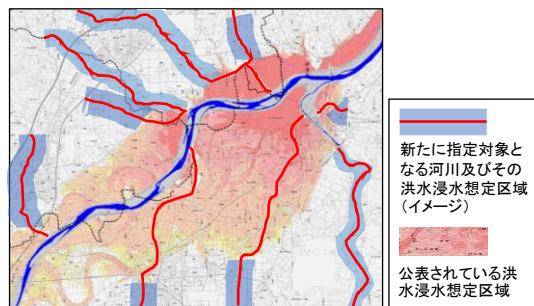 新たに指定対象と
なる河川及びその
洪水浸水想定区域
（イメージ）
公表されている洪
水浸水想定区域